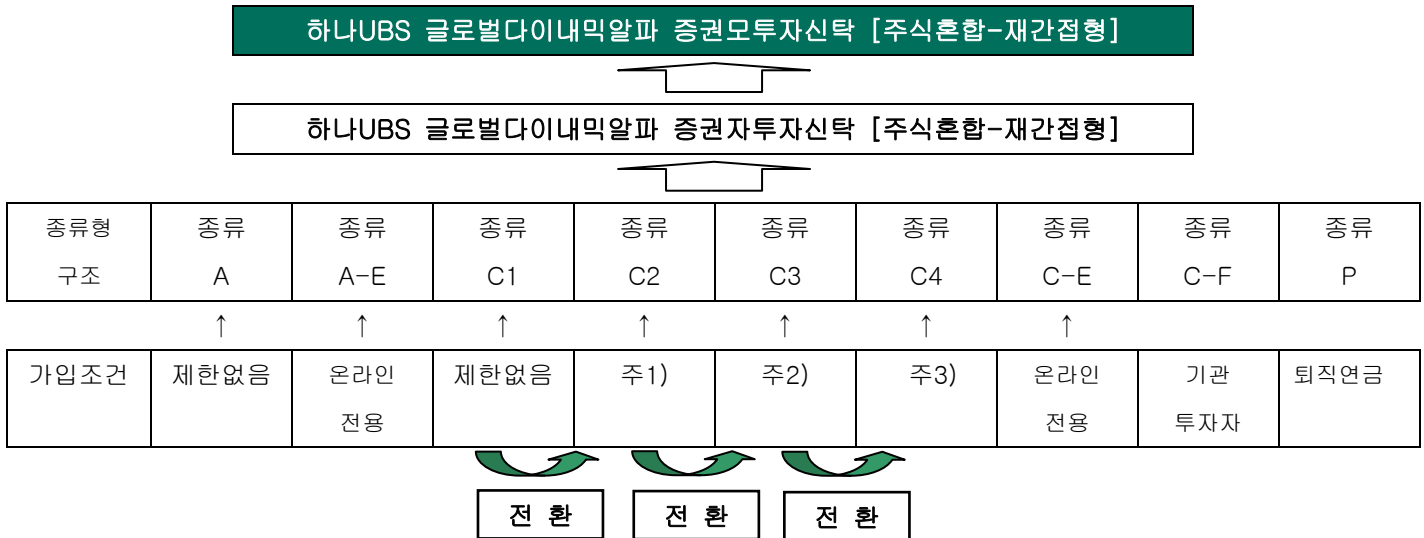 하나UBS 글로벌다이내믹알파 증권모투자신탁 [주식혼합-재간접형]
하나UBS 글로벌다이내믹알파 증권자투자신탁 [주식혼합-재간접형]
종류형 종류 종류 종류 종류 종류 종류 종류 종류 종류
구조 A A-E C1 C2 C3 C4 C-E C-F P
↑ ↑ ↑ ↑ ↑ ↑ ↑
가입조건 제한없음 온라인 제한없음 주1) 주2) 주3) 온라인 기관 퇴직연금
전용 전용 투자자
전 환 전 환 전 환